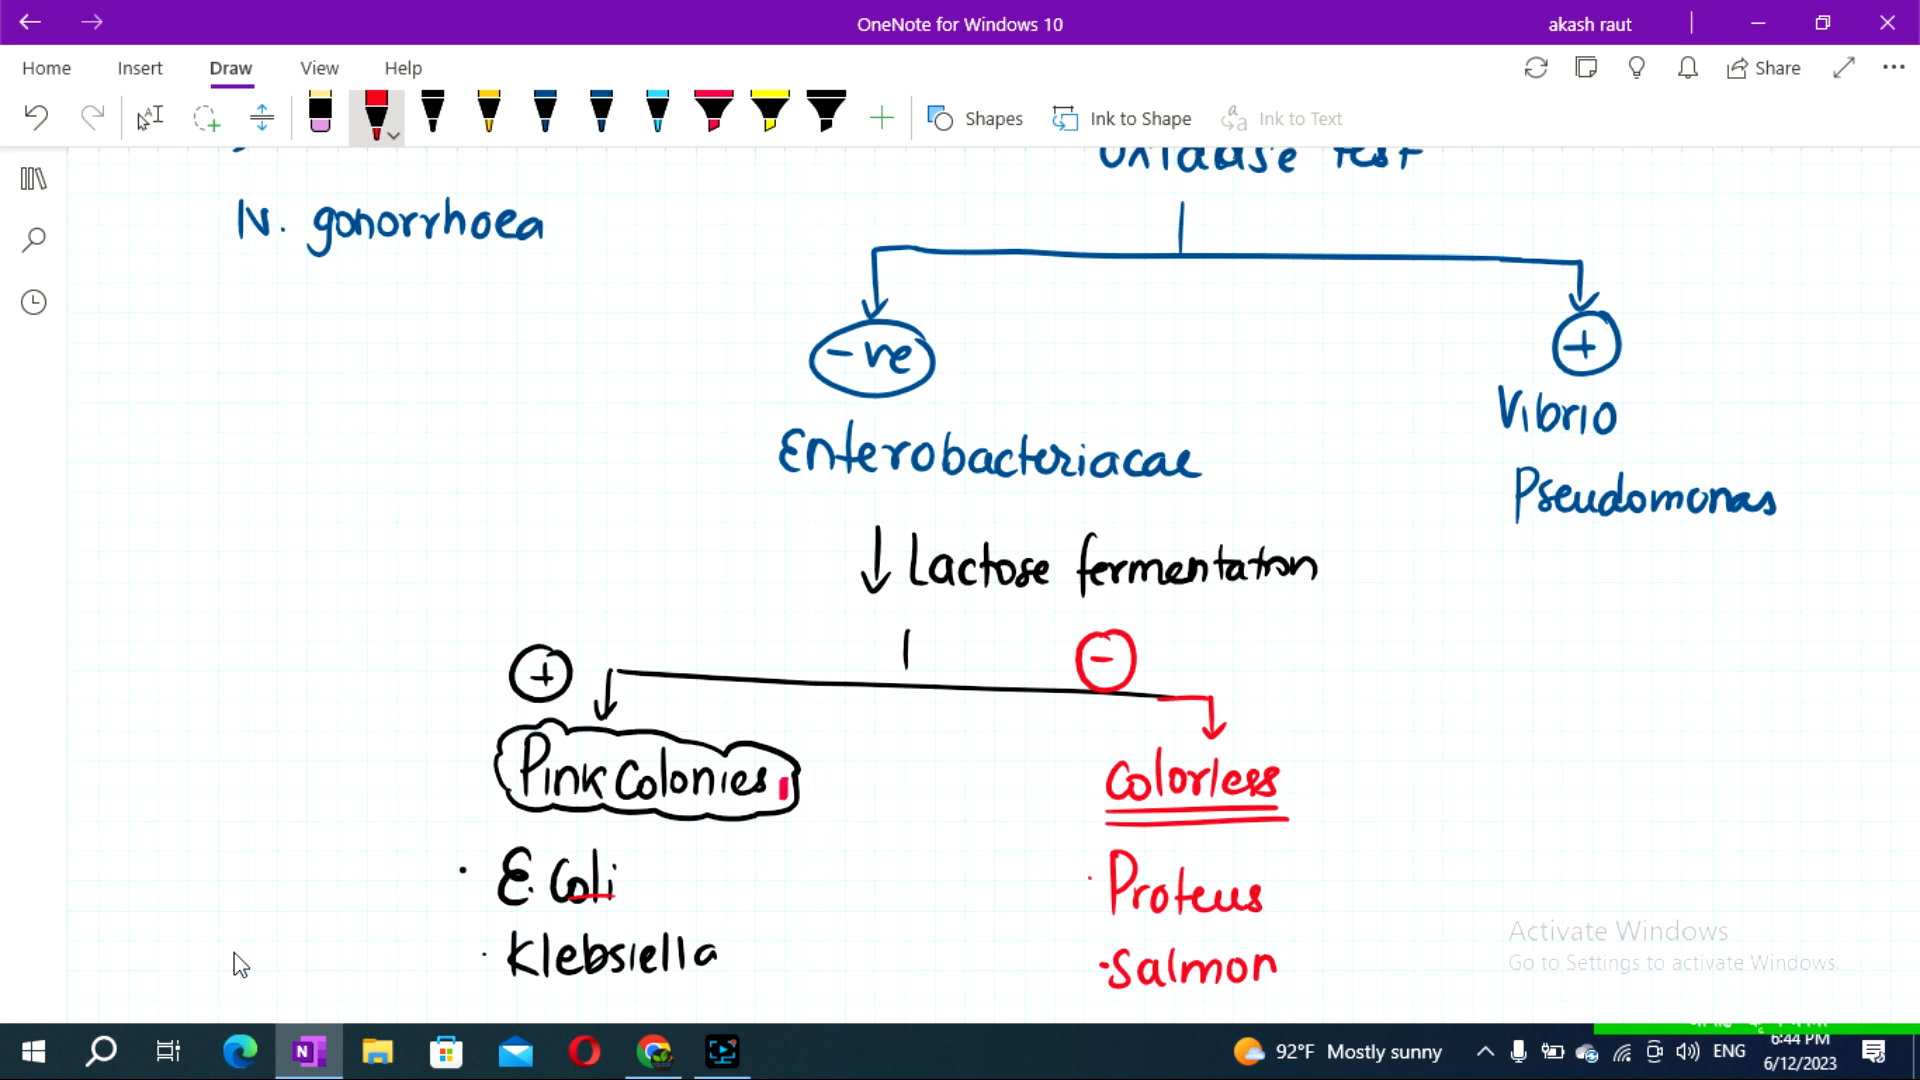 OneNote for Windows 10
akash raut
Home Insert Draw View Help
Share
Shapes Ink to Shape Ink to Text
Oxidase test
N. gonorrhoea
-ve
+
Enterobacteriacae
Vibrio
Pseudomonas
Lactose fermentation
+
-
Pink Colonies
Colorless
· E. Coli
· Proteus
· Klebsiella
· Salmon
Activate Windows
Go to Settings to activate Windows.
92°F Mostly sunny
ENG
6:44 PM
6/12/2023